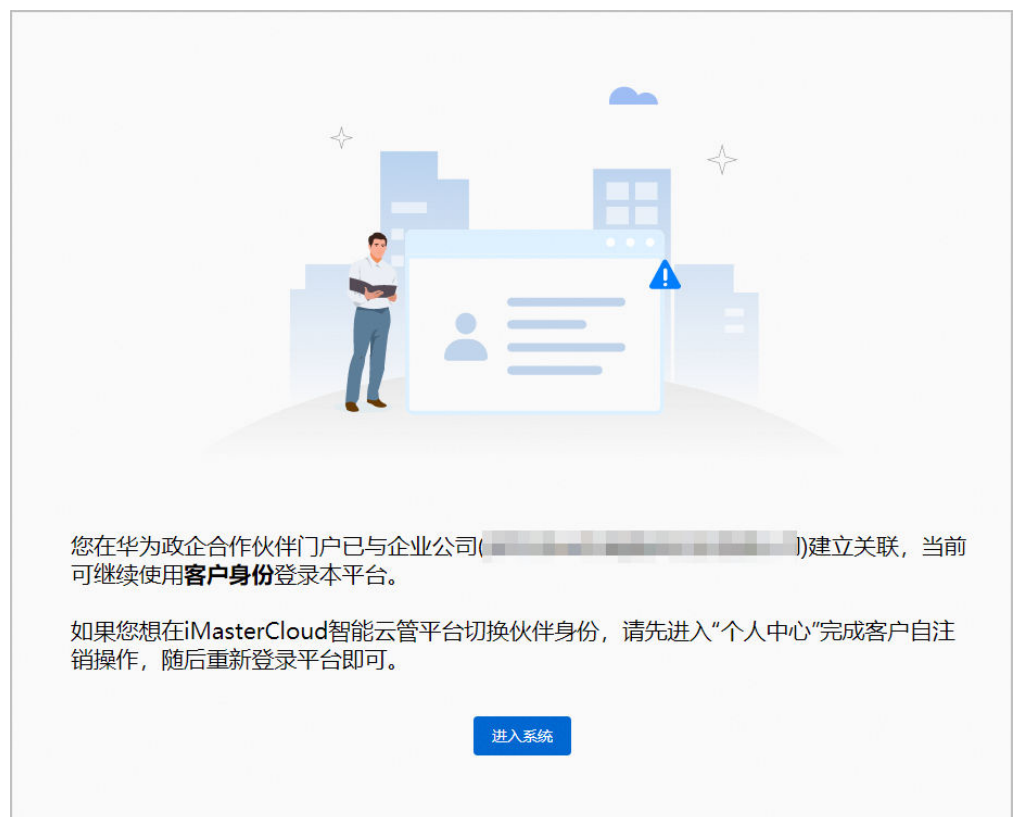 您在华为政企合作伙伴门户已与企业公司()建立关联，当前
可继续使用客户身份登录本平台。
如果您想在iMasterCloud智能云管平台切换伙伴身份，请先进入“个人中心”完成客户自注
销操作，随后重新登录平台即可。
进入系统